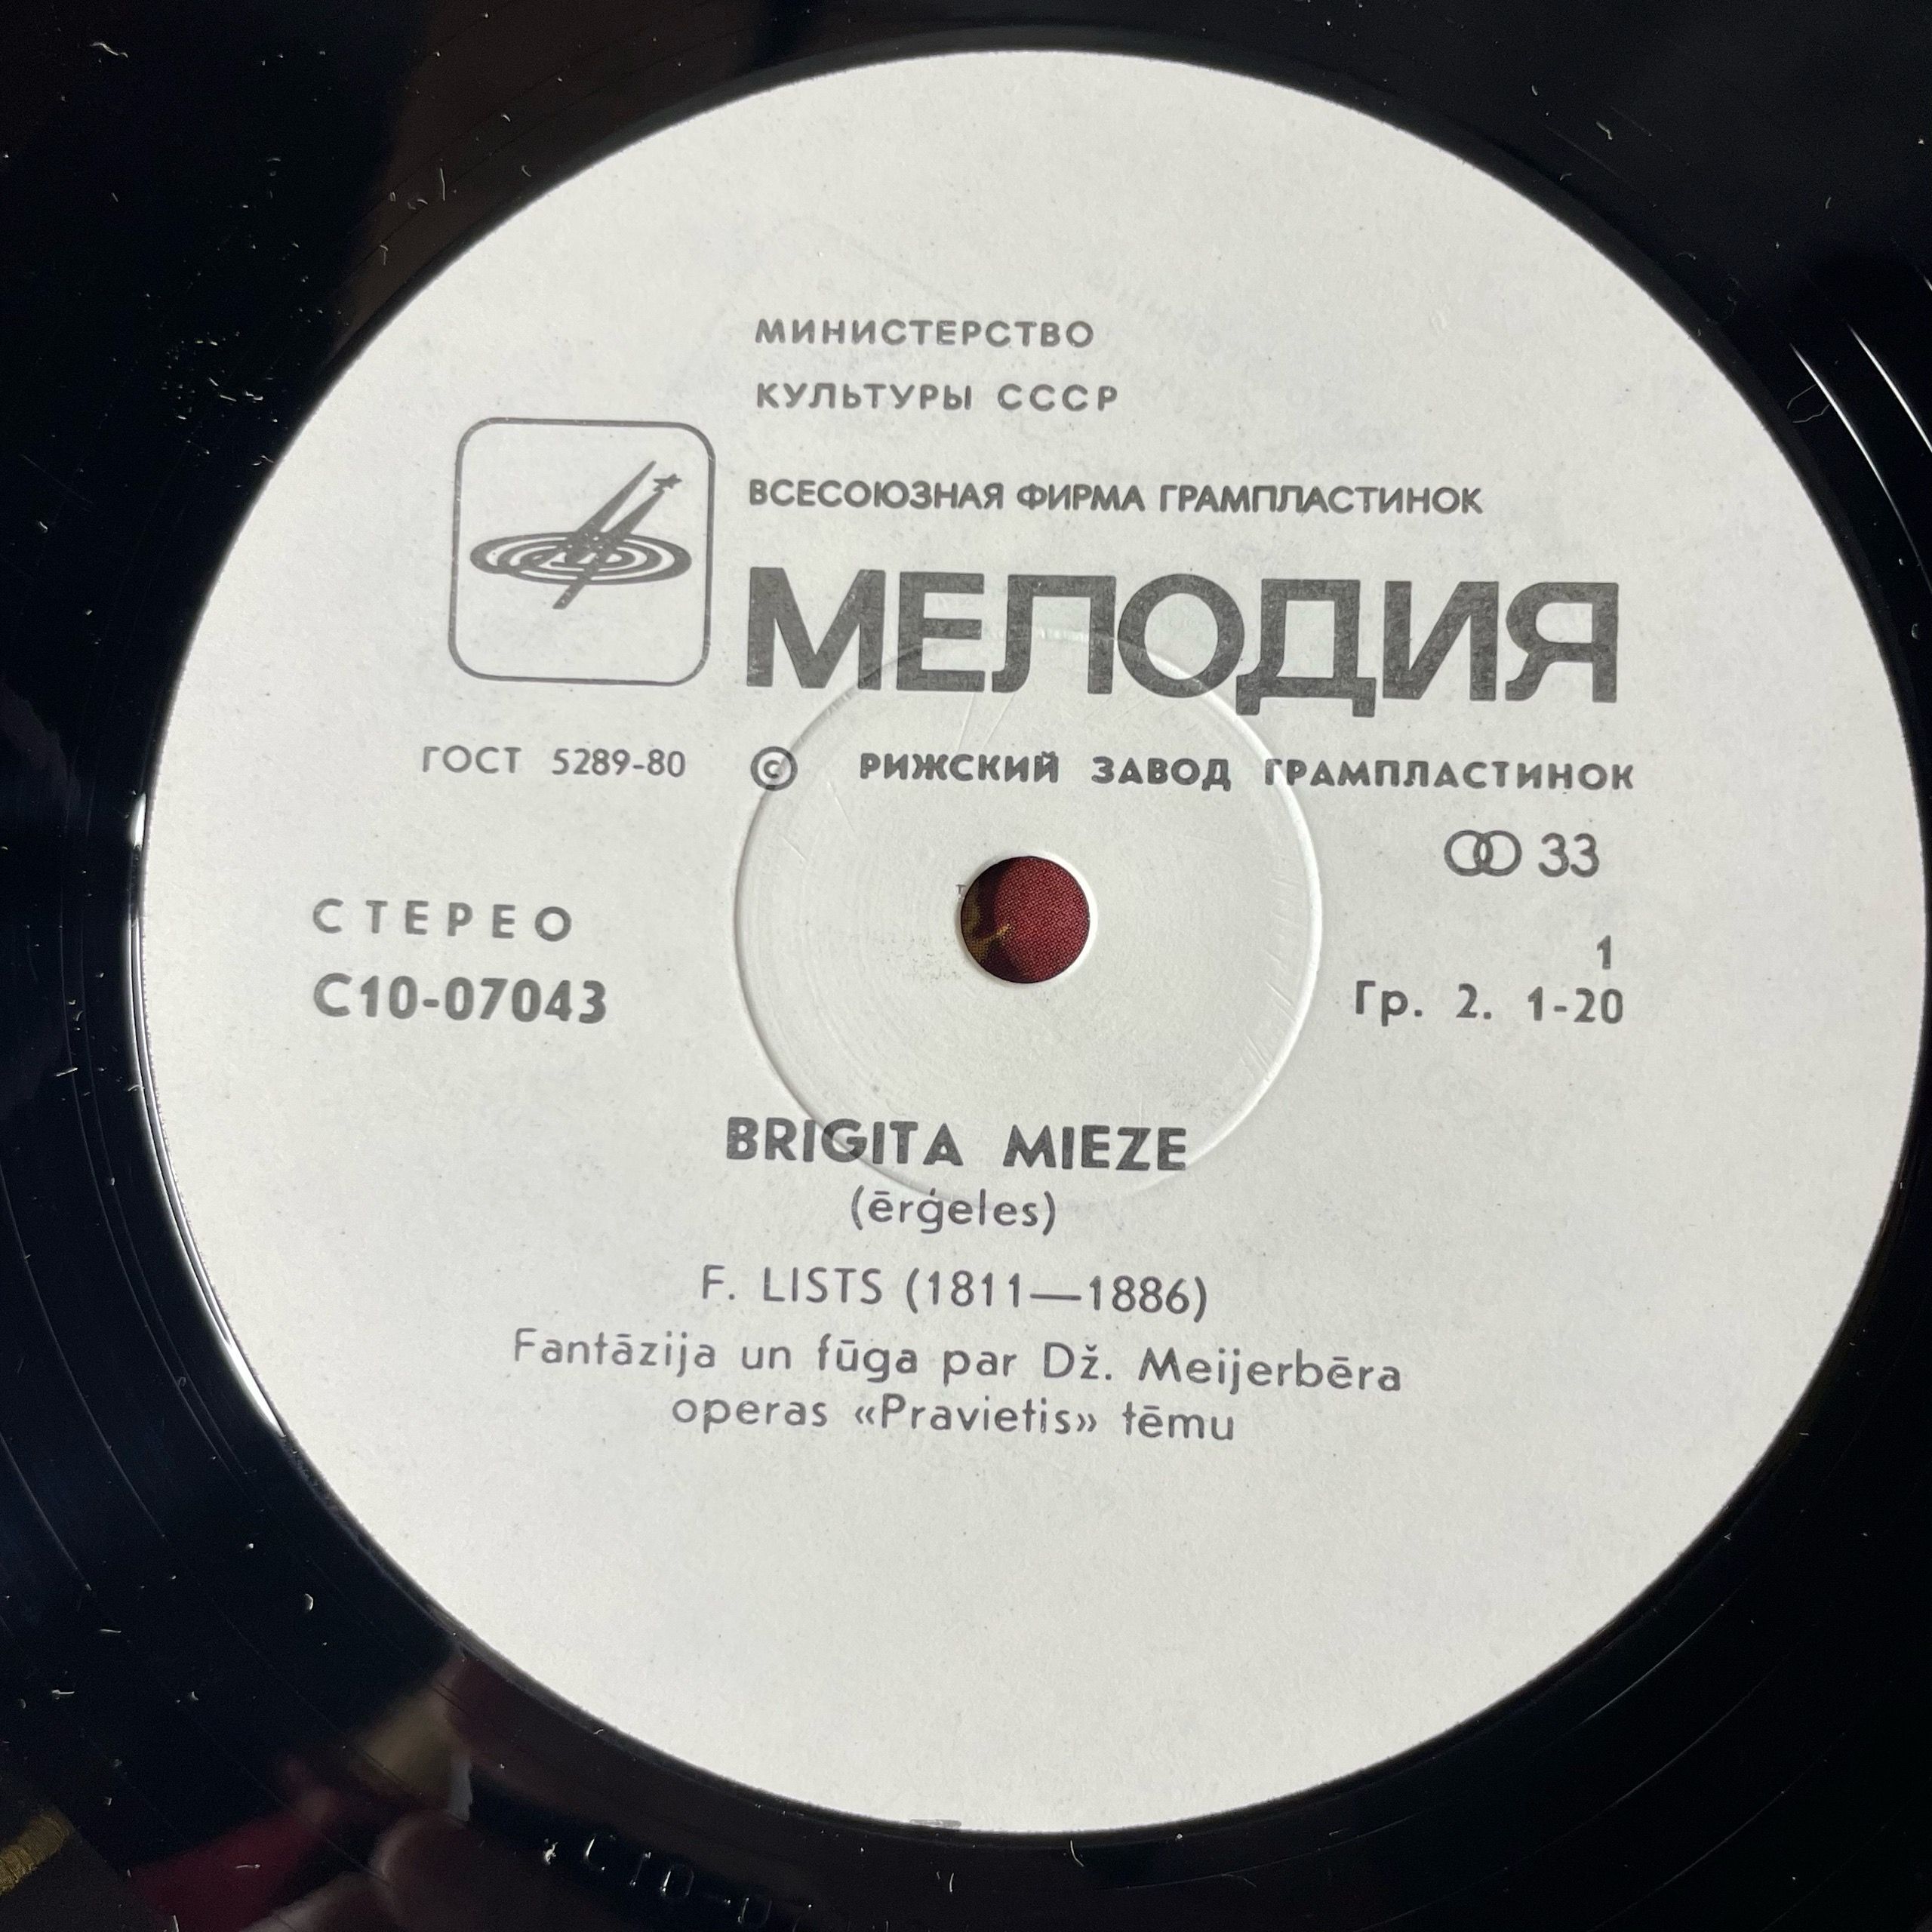 МИНИСТЕРСТВО
КУЛЬТУРЫ СССР
ВСЕСОЮЗНАЯ ФИРМА ГРАМПЛАСТИНОК
МЕЛОДИЯ
ГОСТ 5289-80 © РИЖСКИЙ ЗАВОД ГРАМПЛАСТИНОК
33
СТЕРЕО
1
С10-07043
Гр. 2. 1-20
BRIGITA MIEZE
(ērģeles)
F. LISTS (1811—1886)
Fantāzija un fūga par Dž. Meijerbēra
operas «Pravietis» tēmu